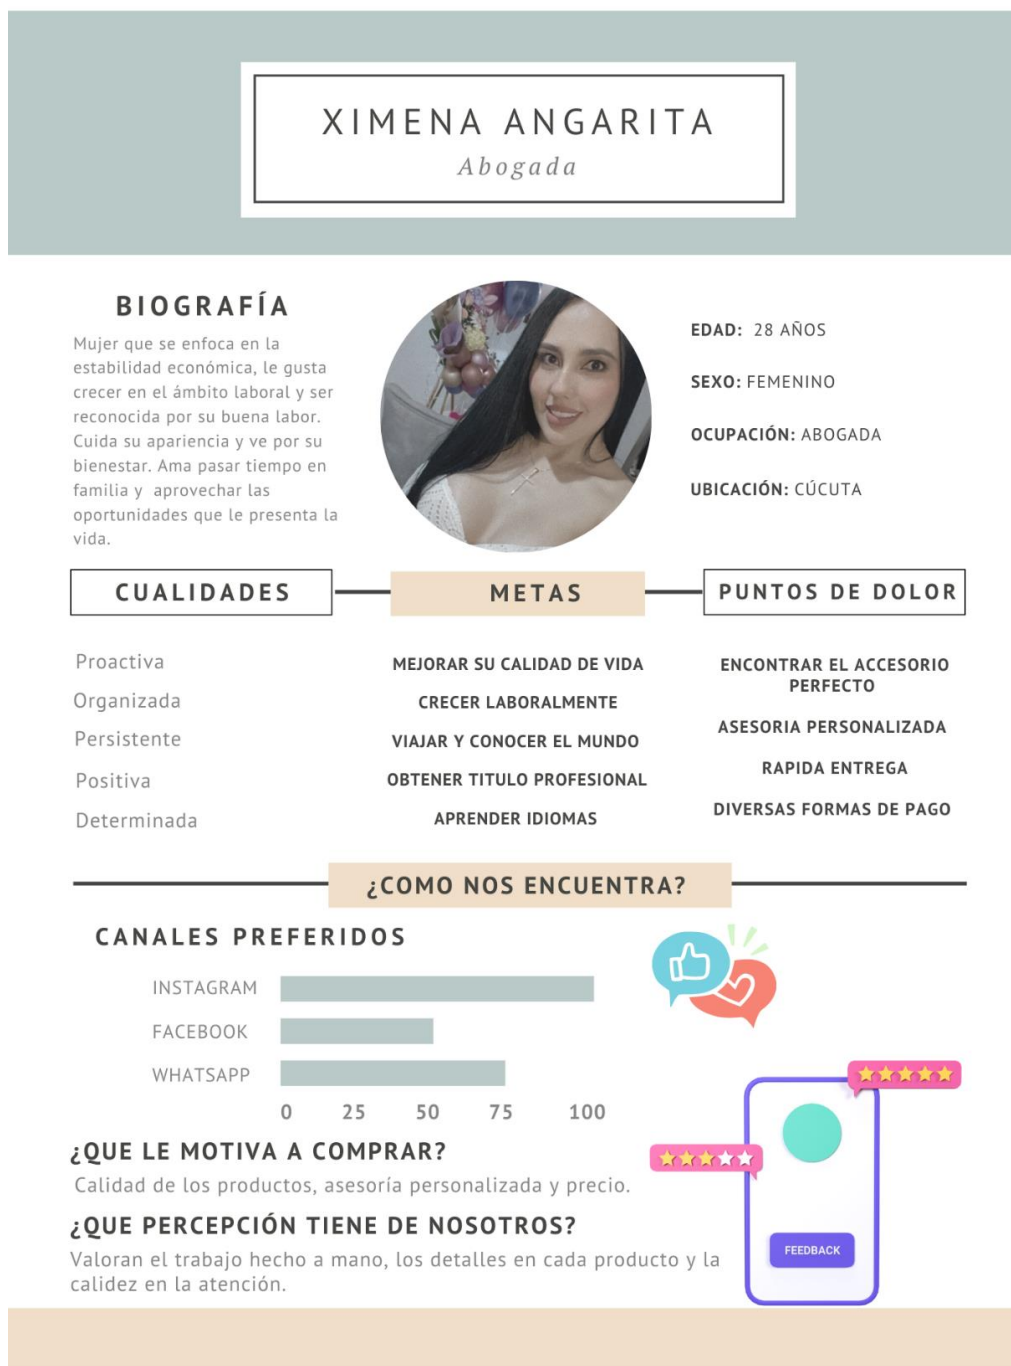 XIMENA ANGARITA
Abogada
BIOGRAFÍA
Mujer que se enfoca en la
estabilidad económica, le gusta
crecer en el ámbito laboral y ser
reconocida por su buena labor.
Cuida su apariencia y ve por su
bienestar. Ama pasar tiempo en
familia y aprovechar las
oportunidades que le presenta la
vida.
EDAD: 28 AÑOS
SEXO: FEMENINO
OCUPACIÓN: ABOGADA
UBICACIÓN: CÚCUTA
CUALIDADES
Proactiva
Organizada
Persistente
Positiva
Determinada
METAS
MEJORAR SU CALIDAD DE VIDA
CRECER LABORALMENTE
VIAJAR Y CONOCER EL MUNDO
OBTENER TITULO PROFESIONAL
APRENDER IDIOMAS
PUNTOS DE DOLOR
ENCONTRAR EL ACCESORIO
PERFECTO
ASESORIA PERSONALIZADA
RAPIDA ENTREGA
DIVERSAS FORMAS DE PAGO
¿COMO NOS ENCUENTRA?
CANALES PREFERIDOS
INSTAGRAM
FACEBOOK
WHATSAPP
0 25 50 75 100
¿QUE LE MOTIVA A COMPRAR?
Calidad de los productos, asesoría personalizada y precio.
¿QUE PERCEPCIÓN TIENE DE NOSOTROS?
Valoran el trabajo hecho a mano, los detalles en cada producto y la
calidez en la atención.
FEEDBACK